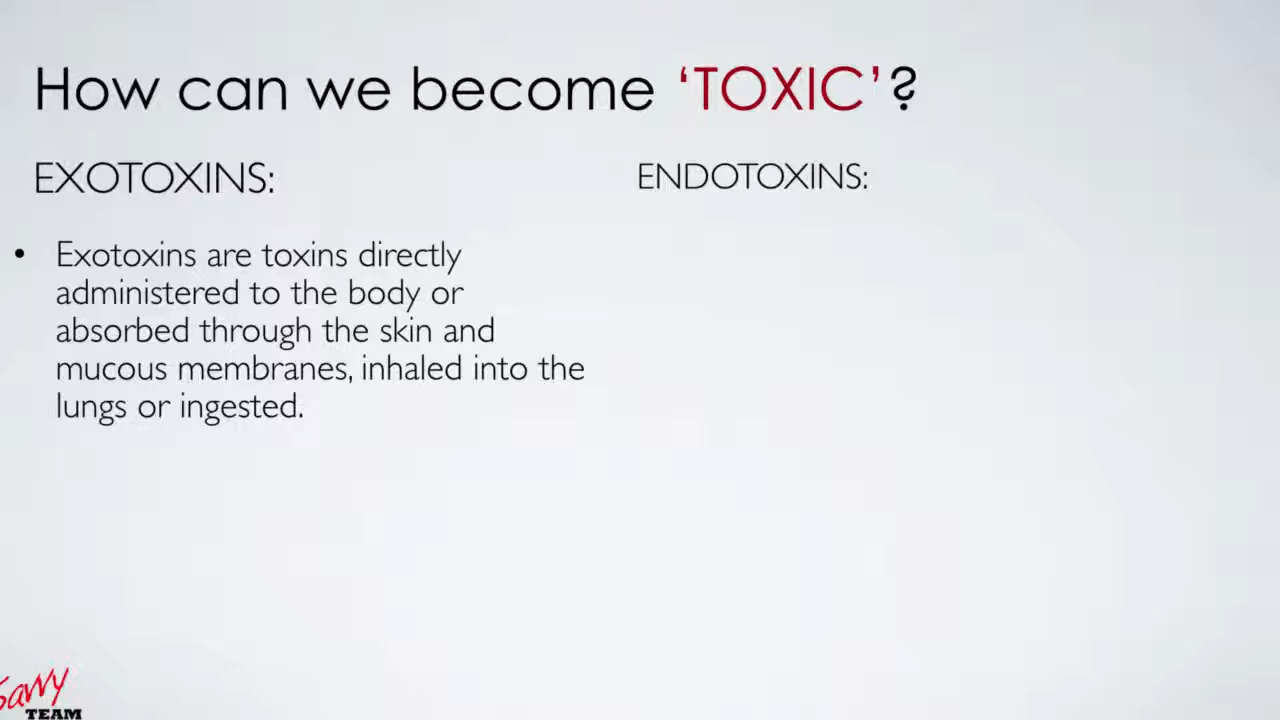 How can we become ‘TOXIC’?
EXOTOXINS:
• Exotoxins are toxins directly
administered to the body or
absorbed through the skin and
mucous membranes, inhaled into the
lungs or ingested.
ENDOTOXINS:
Savvy
TEAM